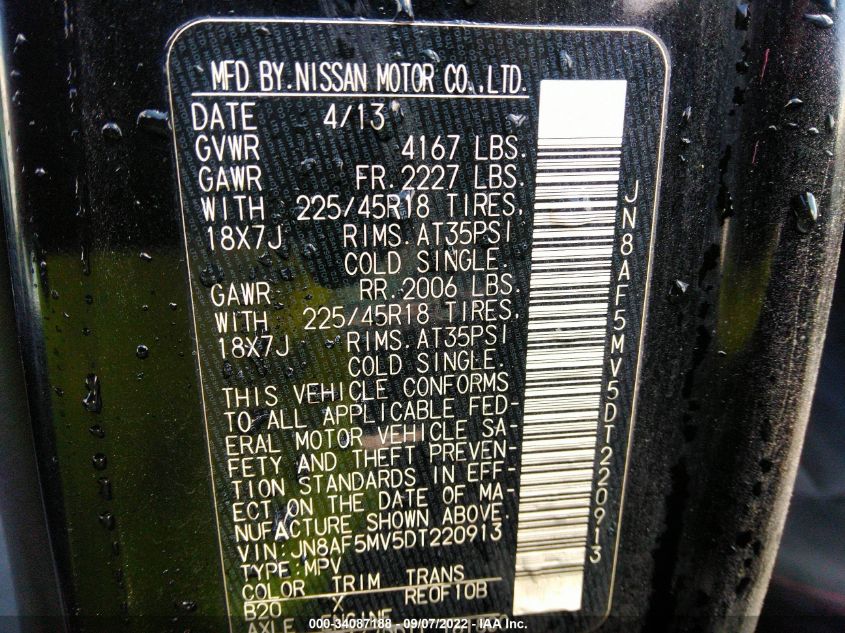 MFD BY.NISSAN MOTOR CO.,LTD.
DATE 4/13
GVWR 4167 LBS.
GAWR FR.2227 LBS.
WITH 225/45R18 TIRES,
18X7J RIMS.AT35PSI
COLD SINGLE.
GAWR RR.2006 LBS.
WITH 225/45R18 TIRES,
18X7J RIMS.AT35PSI
COLD SINGLE.
THIS VEHICLE CONFORMS
TO ALL APPLICABLE FED-
ERAL MOTOR VEHICLE SA-
FETY AND THEFT PREVEN-
TION STANDARDS IN EFF-
ECT ON THE DATE OF MA-
NUFACTURE SHOWN ABOVE.
VIN:JN8AF5MV5DT220913
TYPE:MPV
COLOR TRIM TRANS
B20 X RE0F10B
AXLE ENGINE
JN8AF5MV5DT220913
000-34087188 - 09/07/2022 - IAA Inc.